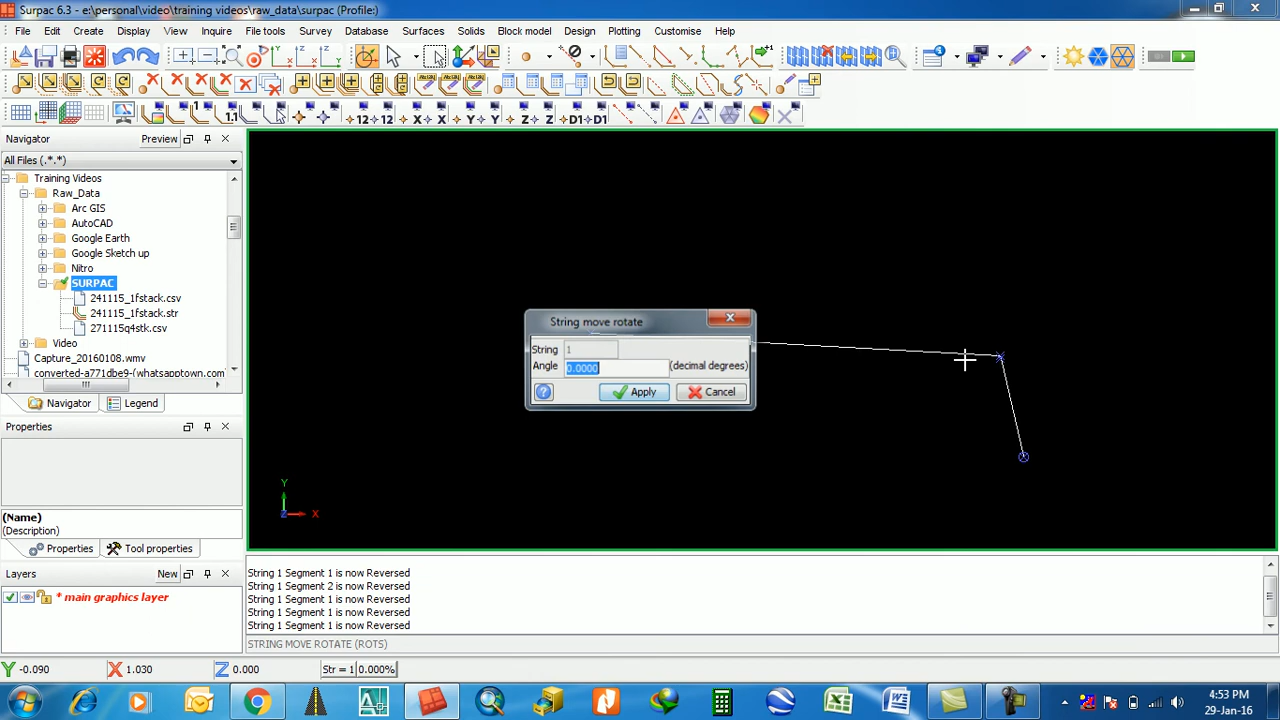 Surpac 6.3 - e:\personal\video\training videos\raw_data\surpac (Profile:)
File Edit Create Display View Inquire File tools Survey Database Surfaces Solids Block model Design Plotting Customise Help
Navigator Preview
All Files (.*.*)
Training Videos
Raw_Data
Arc GIS
AutoCAD
Google Earth
Google Sketch up
Nitro
SURPAC
241115_1fstack.csv
241115_1fstack.str
271115q4stk.csv
Video
Capture_20160108.wmv
converted-a771dbe9-(whatsapptown.com
Navigator Legend
Properties
(Name)
(Description)
Properties Tool properties
Layers New
* main graphics layer
String move rotate
String 1
Angle 0.0000 (decimal degrees)
Apply Cancel
Y
X
Z
String 1 Segment 1 is now Reversed
String 1 Segment 2 is now Reversed
String 1 Segment 1 is now Reversed
String 1 Segment 1 is now Reversed
String 1 Segment 1 is now Reversed
STRING MOVE ROTATE (ROTS)
Y -0.090 X 1.030 Z 0.000 Str = 1 0.000%
4:53 PM
29-Jan-16